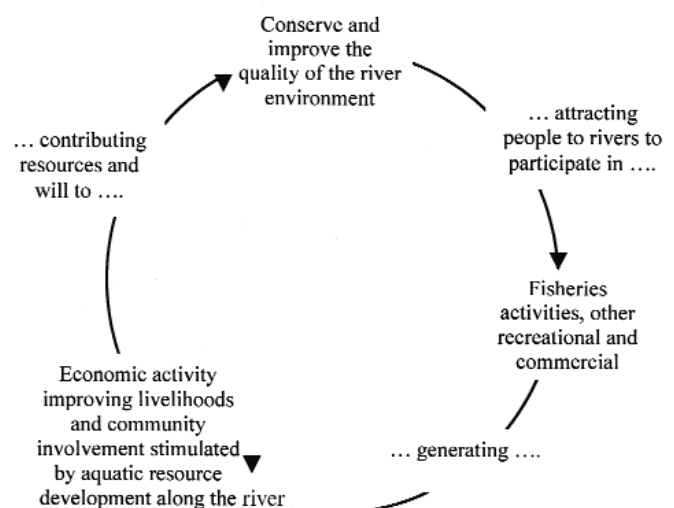 Conserve and
improve the
quality of the river
environment
… attracting
people to rivers to
participate in ….
Fisheries
activities, other
recreational and
commercial
… generating ….
Economic activity
improving livelihoods
and community
involvement stimulated
by aquatic resource
development along the river
… contributing
resources and
will to ….